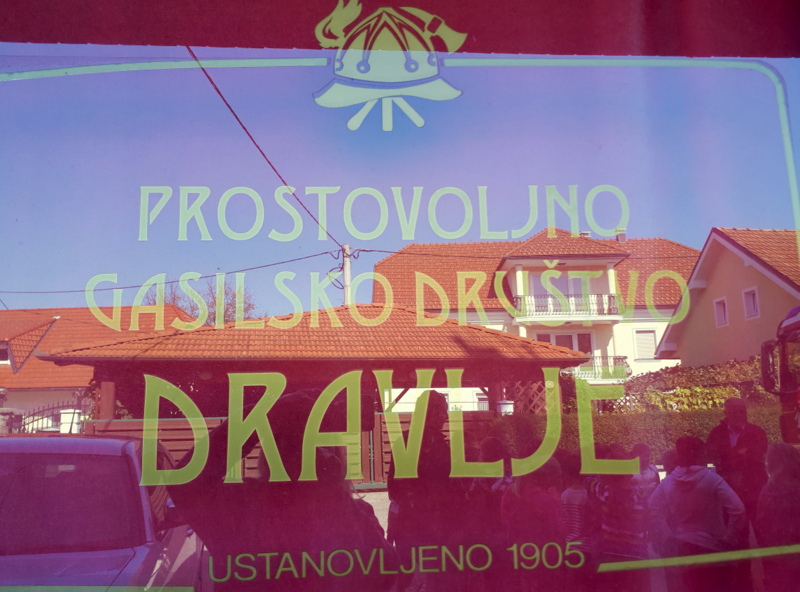 PROSTOVOLJNO
GASILSKO DRUŠTVO
DRAVLJE
USTANOVLJENO 1905